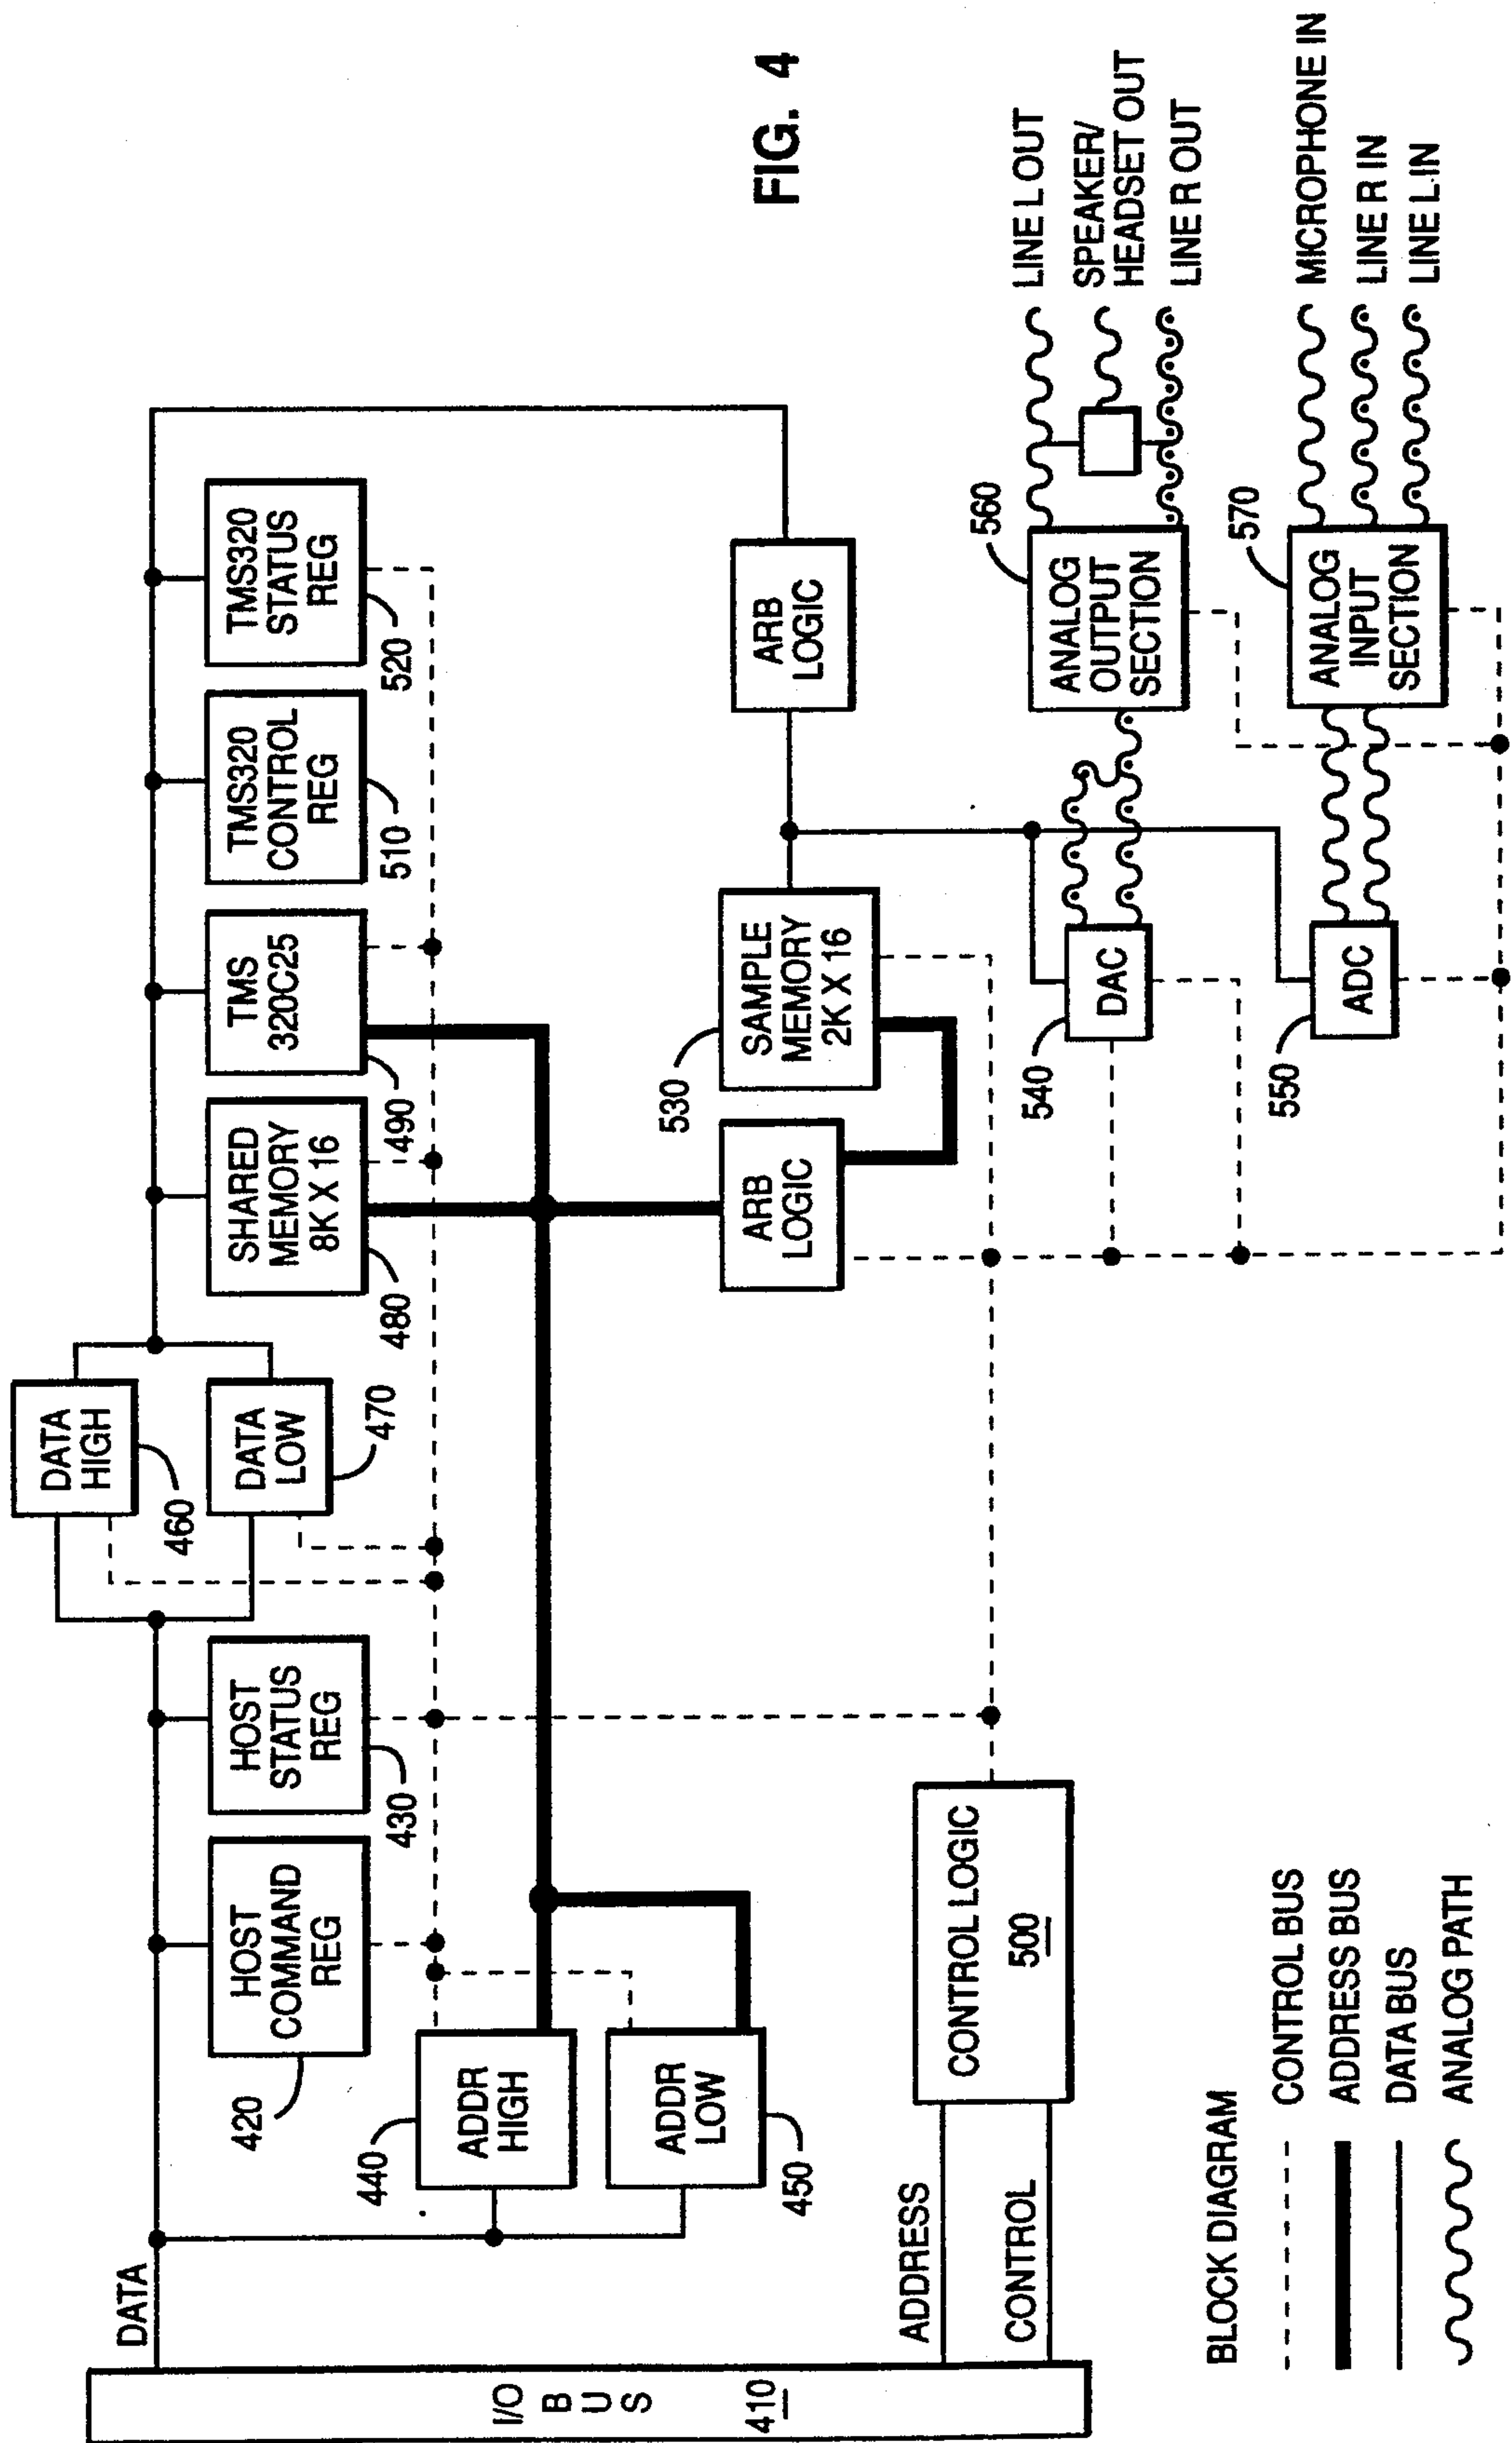 FIG. 4
DATA
I/O
B
U
S
410
HOST
COMMAND
REG
420
HOST
STATUS
REG
430
DATA
HIGH
460
DATA
LOW
470
SHARED
MEMORY
8K X 16
480
TMS
320C25
490
TMS320
CONTROL
REG
510
TMS320
STATUS
REG
520
ADDR
HIGH
440
ADDR
LOW
450
ADDRESS
CONTROL
CONTROL LOGIC
500
ARB
LOGIC
SAMPLE
MEMORY
2K X 16
530
ARB
LOGIC
DAC
540
ADC
550
ANALOG
OUTPUT
SECTION
560
ANALOG
INPUT
SECTION
570
LINE L OUT
SPEAKER/
HEADSET OUT
LINE R OUT
MICROPHONE IN
LINE R IN
LINE L IN
BLOCK DIAGRAM
CONTROL BUS
ADDRESS BUS
DATA BUS
ANALOG PATH